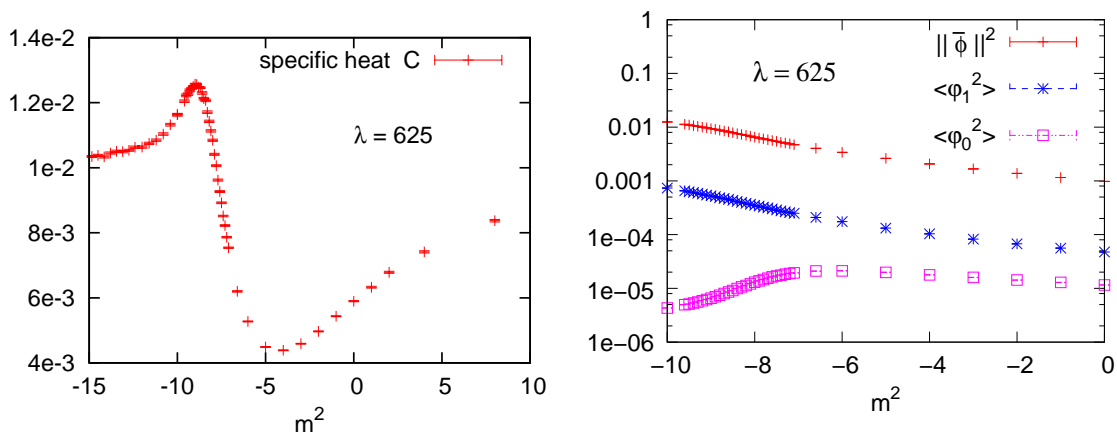 1.4e-2
1.2e-2
1e-2
8e-3
6e-3
4e-3
specific heat C
λ = 625
-15 -10 -5 0 5 10
m²
1
0.1
0.01
0.001
1e−04
1e−05
1e−06
|| φ̄ ||²
λ = 625
<φ₁²>
<φ₀²>
−10 −8 −6 −4 −2 0
m²